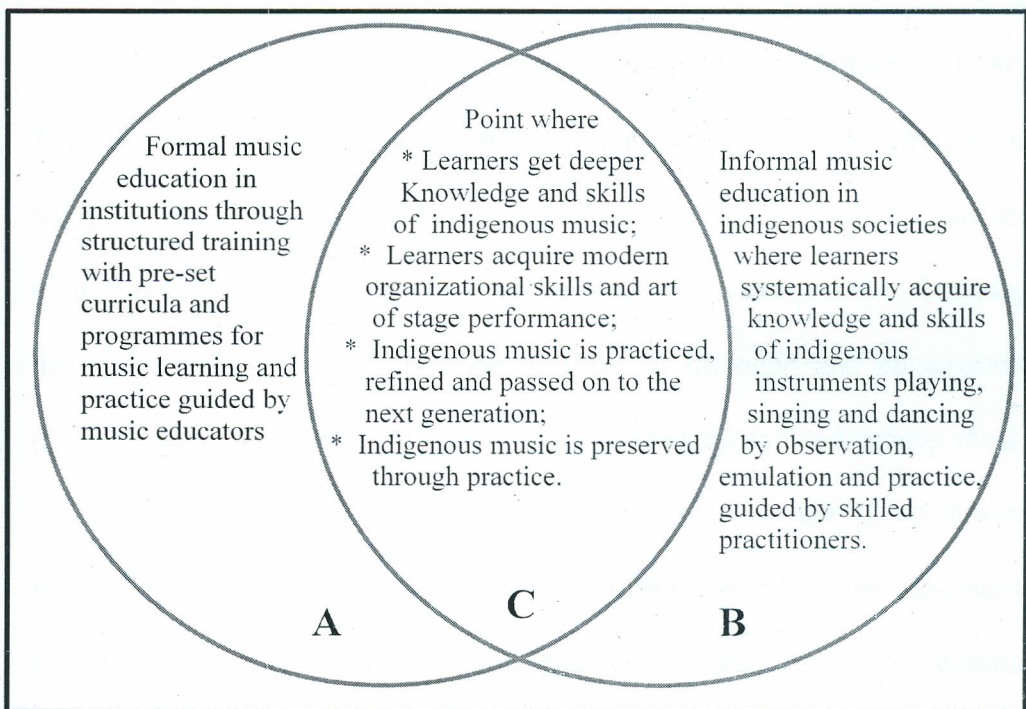 Formal music
education in
institutions through
structured training
with pre-set
curricula and
programmes for
music learning and
practice guided by
music educators
A
Point where
* Learners get deeper
Knowledge and skills
of indigenous music;
* Learners acquire modern
organizational skills and art
of stage performance;
* Indigenous music is practiced,
refined and passed on to the
next generation;
* Indigenous music is preserved
through practice.
C
Informal music
education in
indigenous societies
where learners
systematically acquire
knowledge and skills
of indigenous
instruments playing,
singing and dancing
by observation,
emulation and practice,
guided by skilled
practitioners.
B